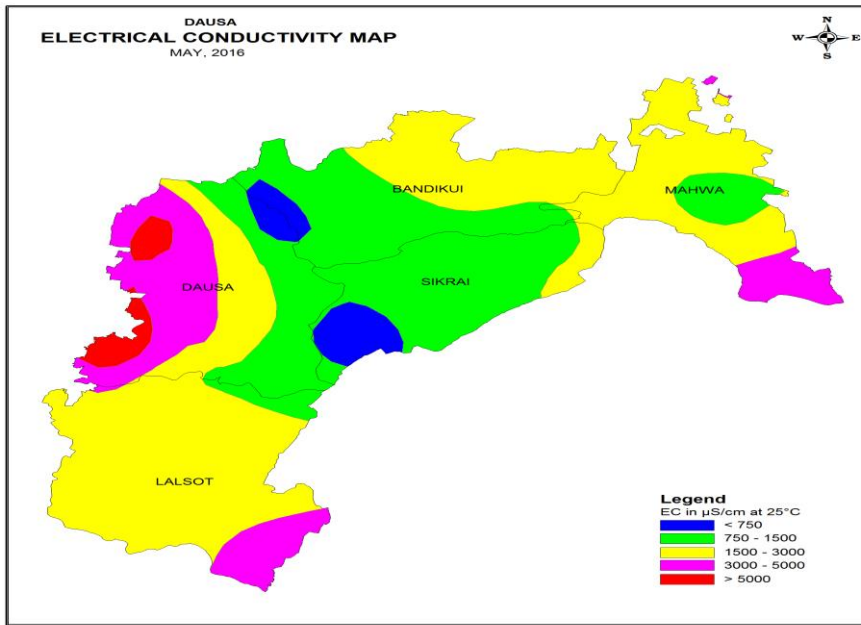 DAUSA
ELECTRICAL CONDUCTIVITY MAP
MAY, 2016
N
W E
S
BANDIKUI
MAHWA
DAUSA
SIKRAI
LALSOT
Legend
EC in µS/cm at 25°C
< 750
750 - 1500
1500 - 3000
3000 - 5000
> 5000